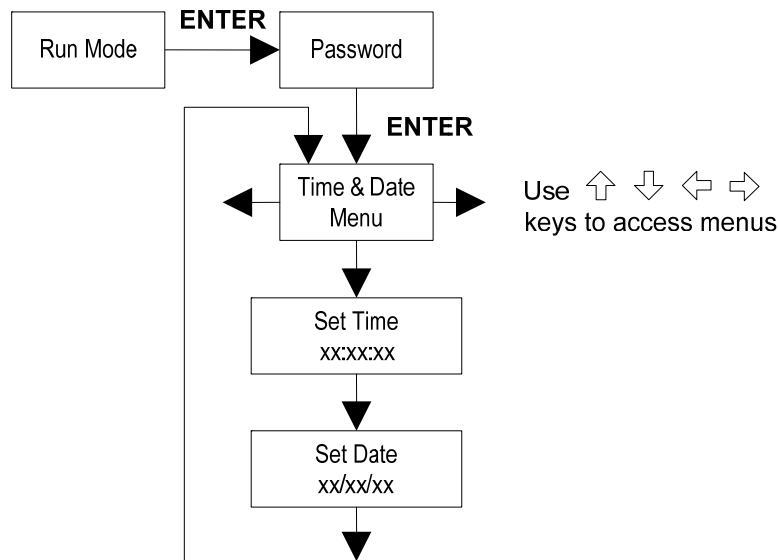 ENTER
Run Mode
Password
ENTER
Time & Date
Menu
Use
keys to access menus
Set Time
xx:xx:xx
Set Date
xx/xx/xx